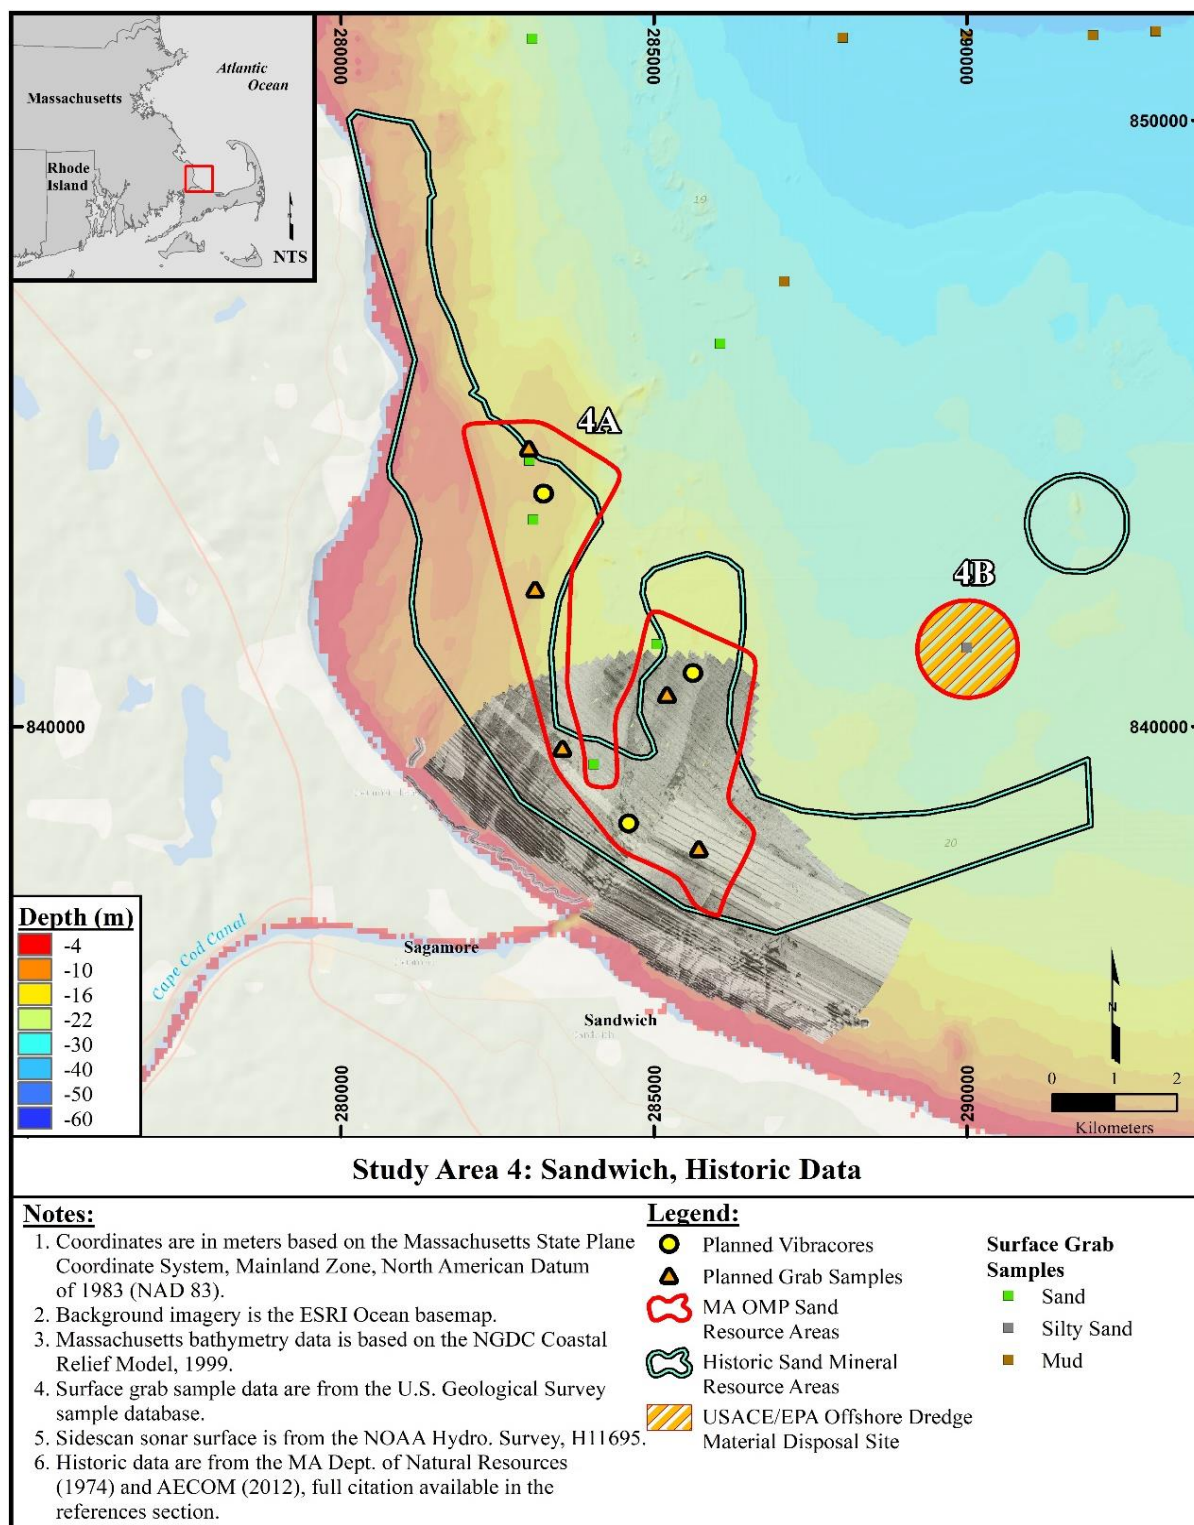 Atlantic
Ocean
Massachusetts
Rhode
Island
NTS
280000
285000
290000
850000
19
4A
4B
840000
840000
20
Depth (m)
-4
-10
-16
-22
-30
-40
-50
-60
Cape Cod Canal
Sagamore
Sandwich
N
280000
285000
290000
0 1 2
Kilometers
Study Area 4: Sandwich, Historic Data
Notes:
1. Coordinates are in meters based on the Massachusetts State Plane
Coordinate System, Mainland Zone, North American Datum
of 1983 (NAD 83).
2. Background imagery is the ESRI Ocean basemap.
3. Massachusetts bathymetry data is based on the NGDC Coastal
Relief Model, 1999.
4. Surface grab sample data are from the U.S. Geological Survey
sample database.
5. Sidescan sonar surface is from the NOAA Hydro. Survey, H11695.
6. Historic data are from the MA Dept. of Natural Resources
(1974) and AECOM (2012), full citation available in the
references section.
Legend:
Planned Vibracores
Planned Grab Samples
MA OMP Sand
Resource Areas
Historic Sand Mineral
Resource Areas
USACE/EPA Offshore Dredge
Material Disposal Site
Surface Grab
Samples
Sand
Silty Sand
Mud